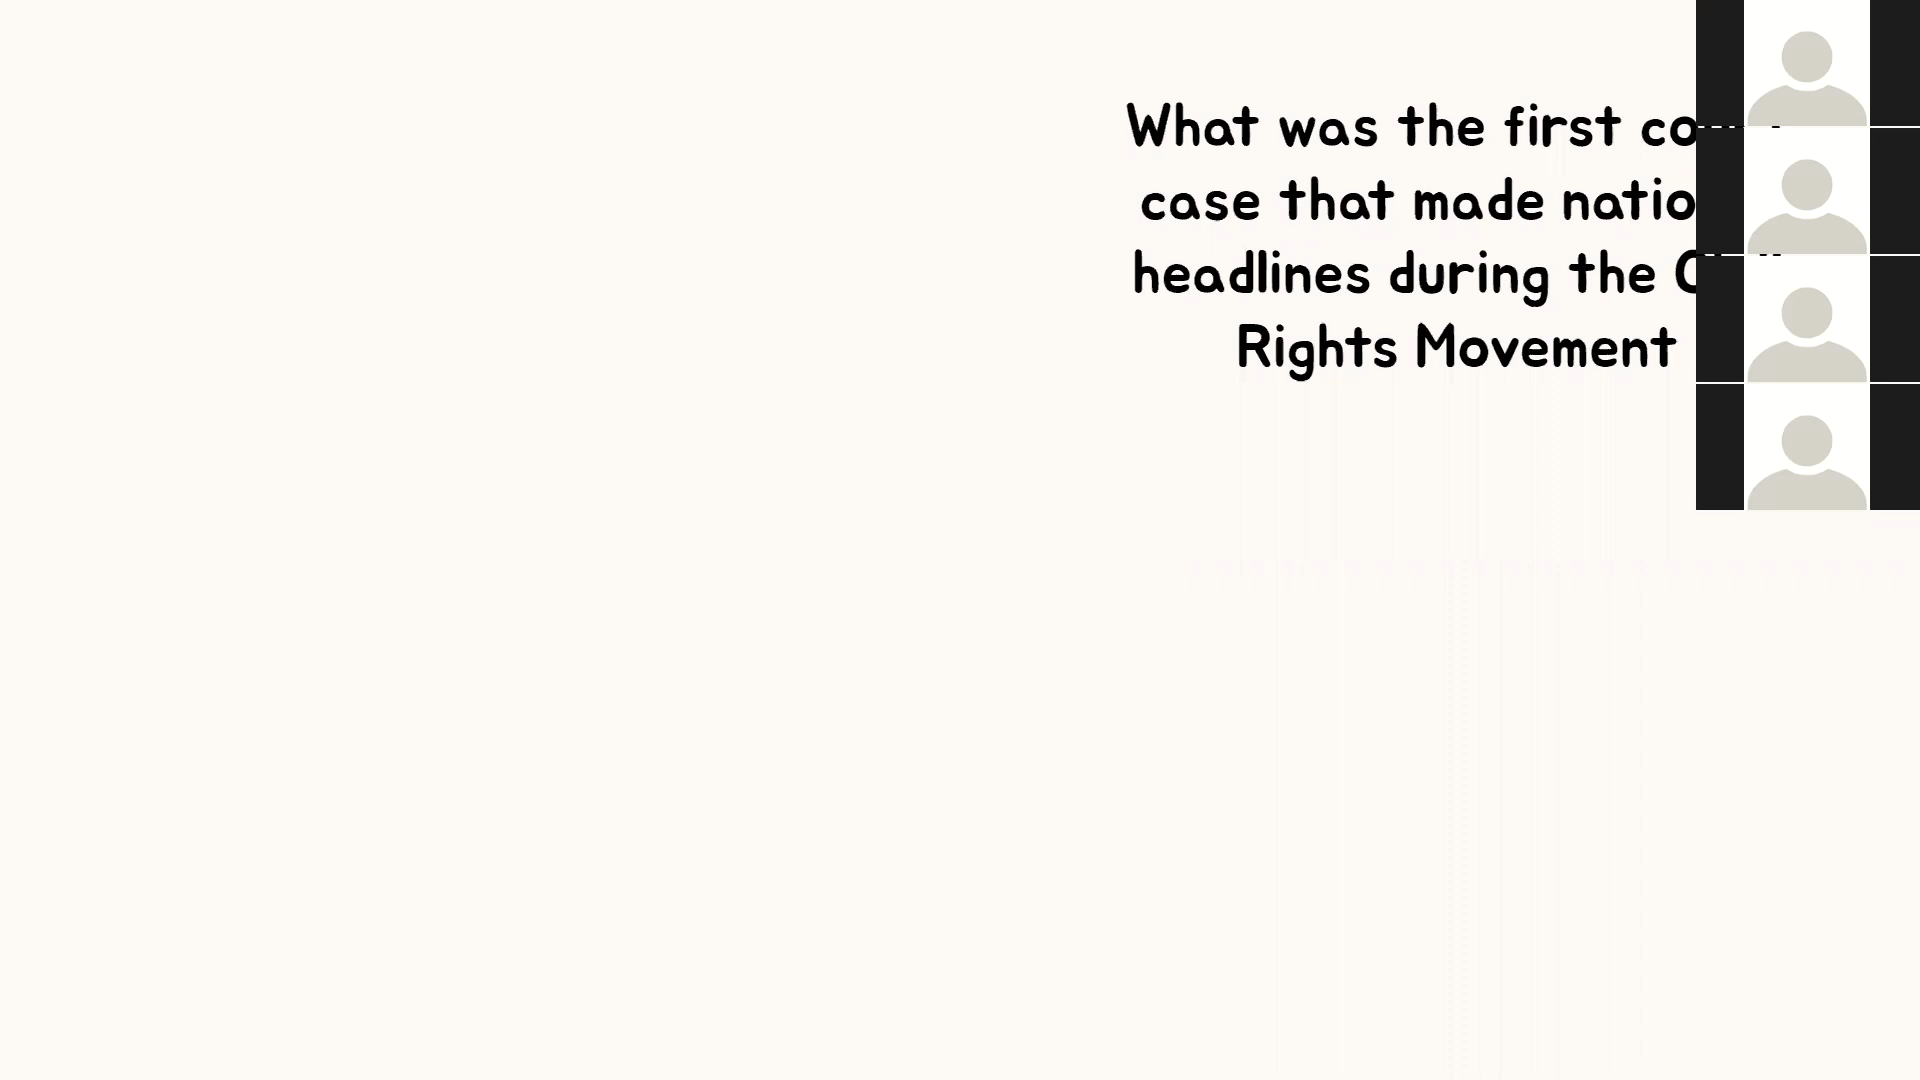 What was the first
case that made
headlines during the
Rights Movement